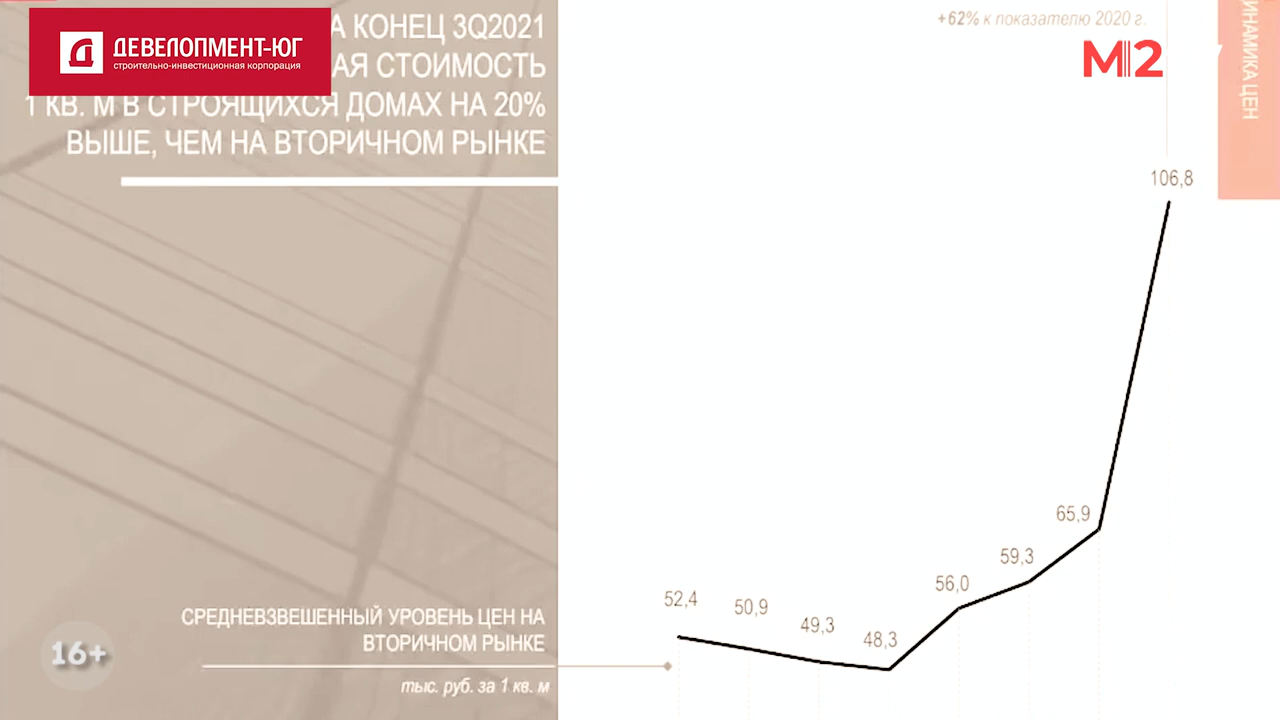 ДЕВЕЛОПМЕНТ-ЮГ
строительно-инвестиционная корпорация
А КОНЕЦ 3Q2021
АЯ СТОИМОСТЬ
1 КВ. М В СТРОЯЩИХСЯ ДОМАХ НА 20%
ВЫШЕ, ЧЕМ НА ВТОРИЧНОМ РЫНКЕ
+62% к показателю 2020 г.
М2
ИНАМИКА ЦЕН
106,8
65,9
59,3
56,0
52,4
50,9
49,3
48,3
СРЕДНЕВЗВЕШЕННЫЙ УРОВЕНЬ ЦЕН НА
ВТОРИЧНОМ РЫНКЕ
тыс. руб. за 1 кв. м
16+